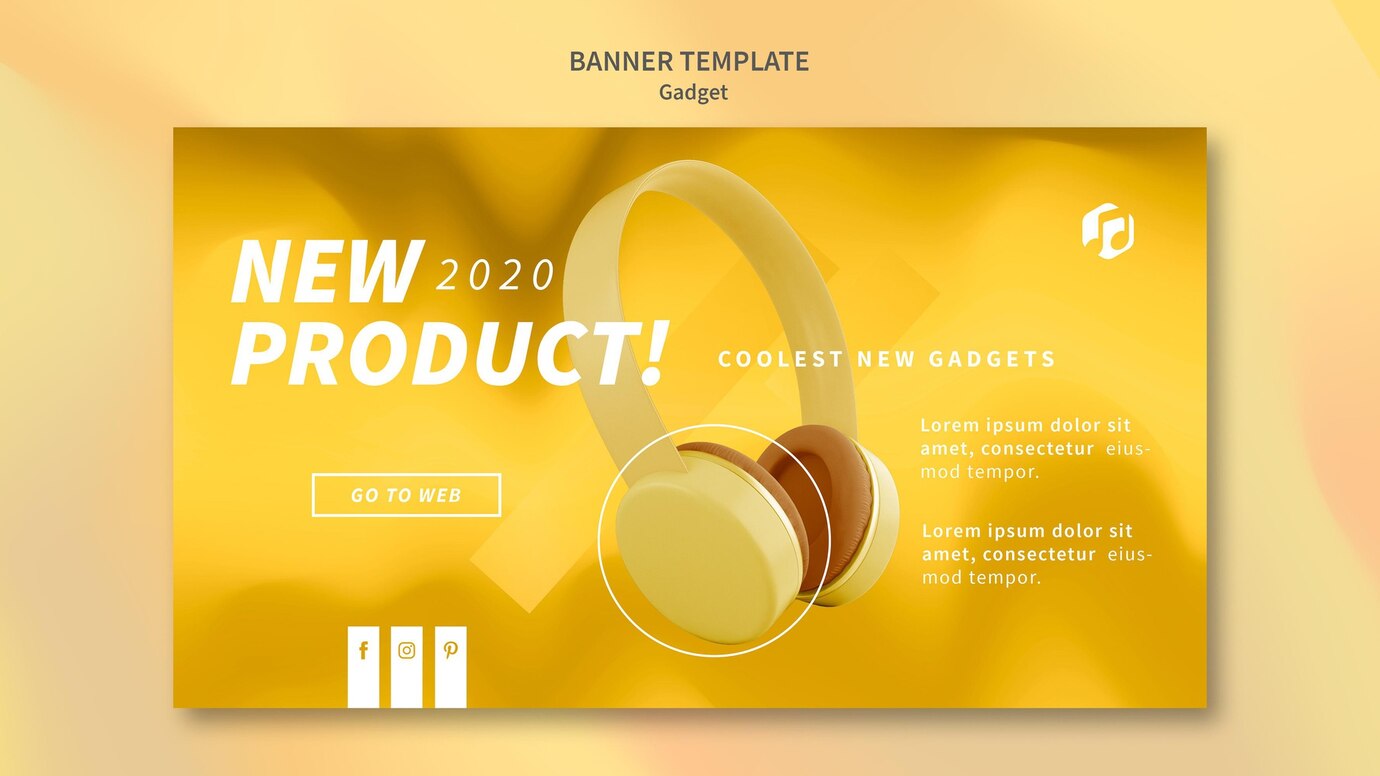 BANNER TEMPLATE
Gadget
NEW 2020
PRODUCT!
COOLEST NEW GADGETS
Lorem ipsum dolor sit
amet, consectetur eius-
mod tempor.
GO TO WEB
Lorem ipsum dolor sit
amet, consectetur eius-
mod tempor.